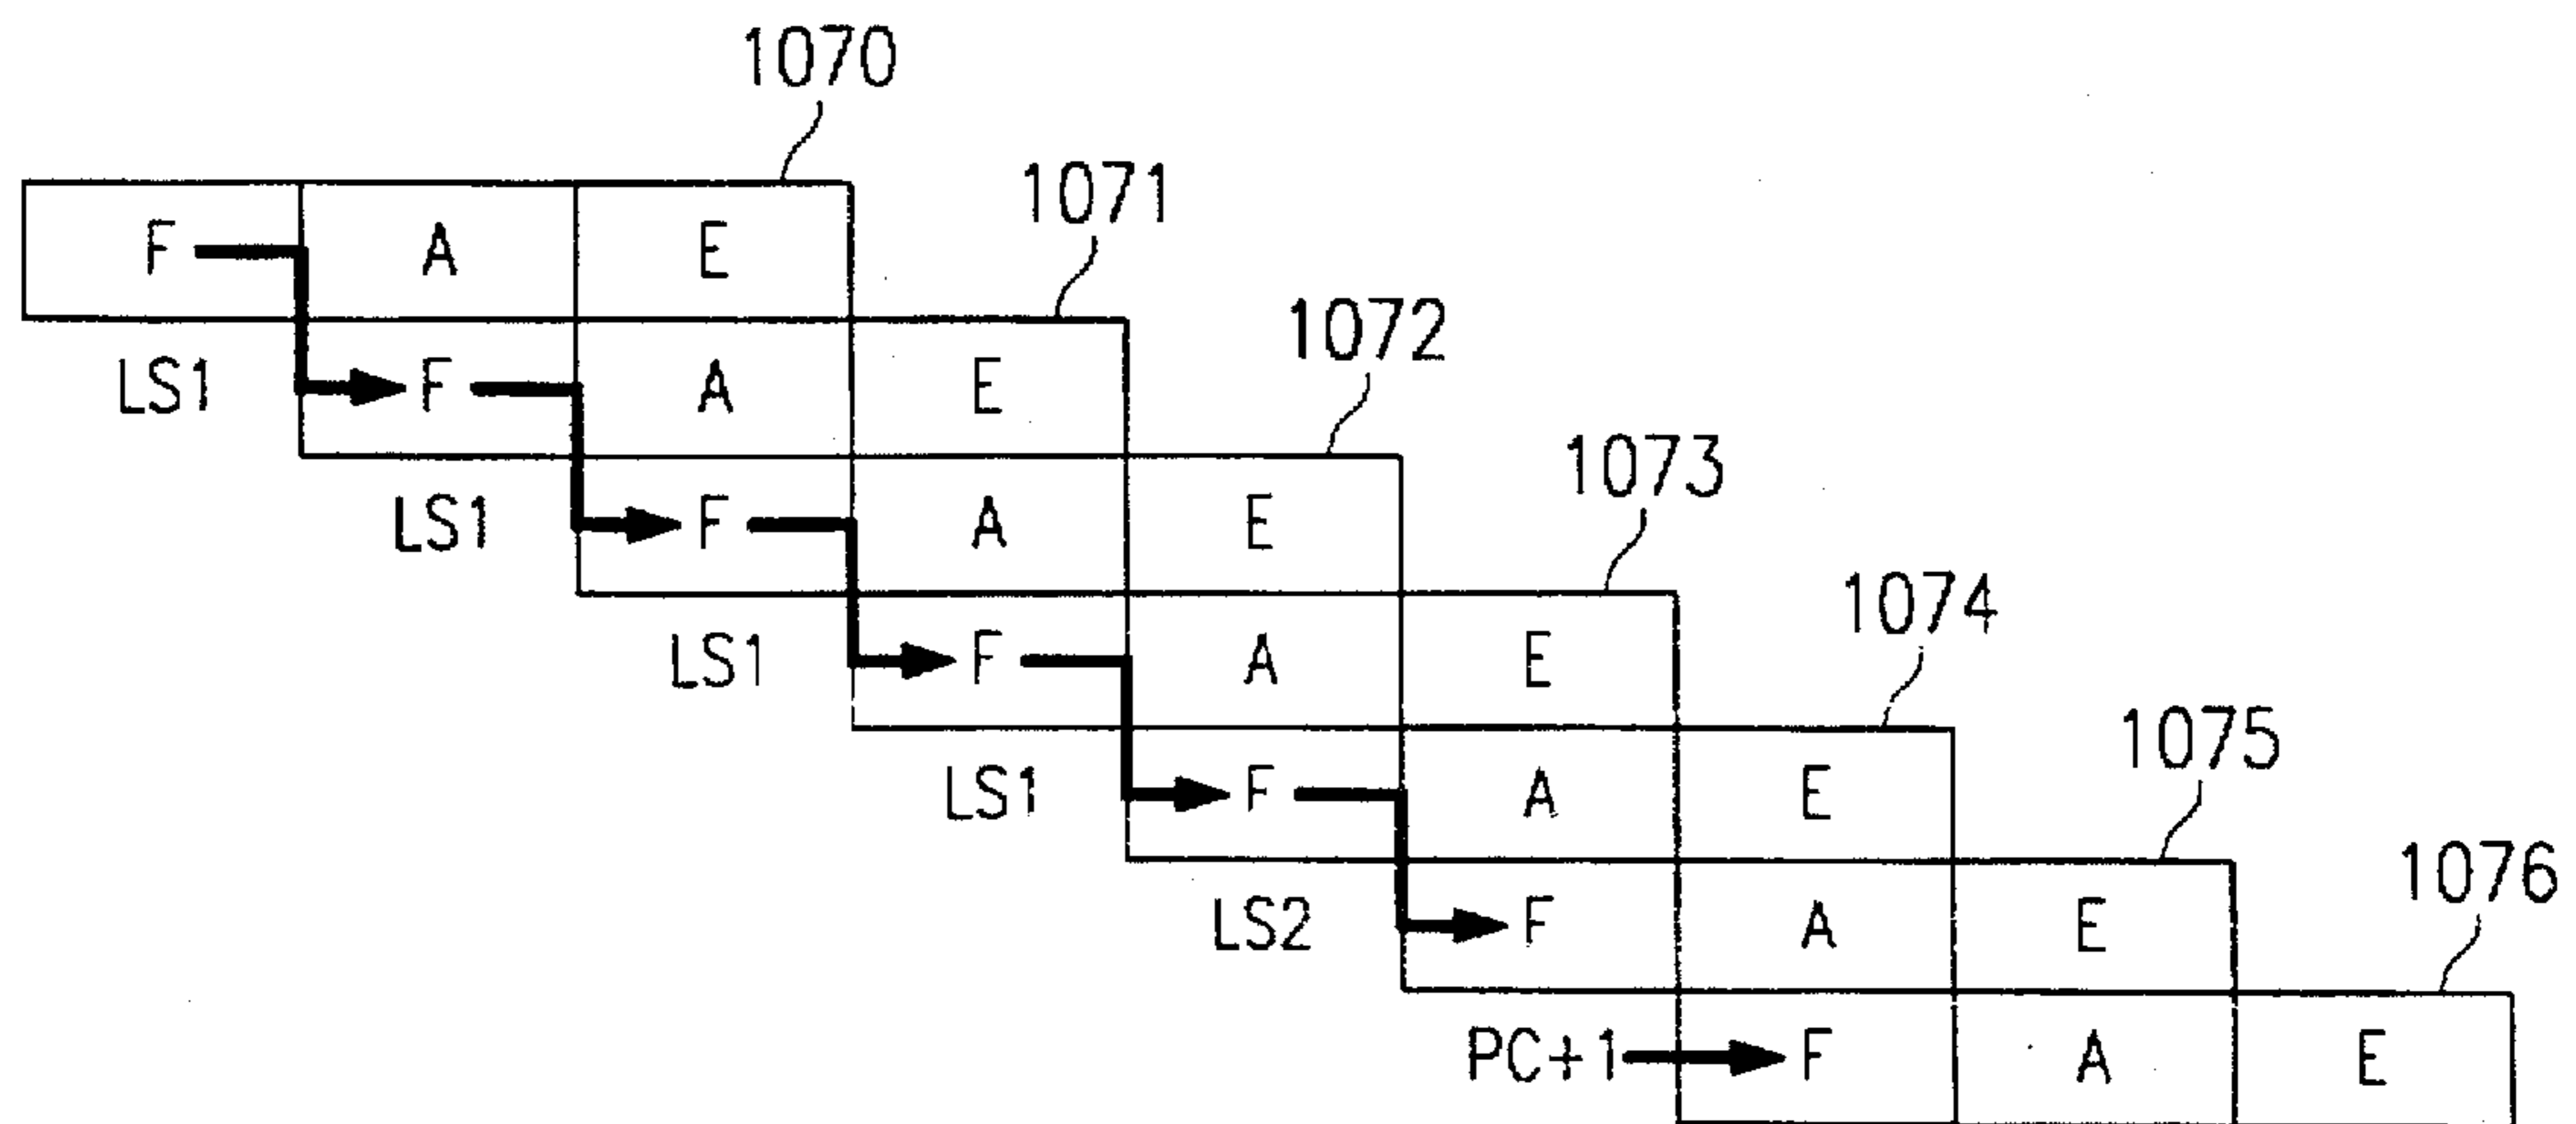 1070
1071
F A E
1072
LS1 F A E
1073
LS1 F A E
1074
LS1 F A E
1075
LS1 F A E
1076
LS2 F A E
PC+1 F A E